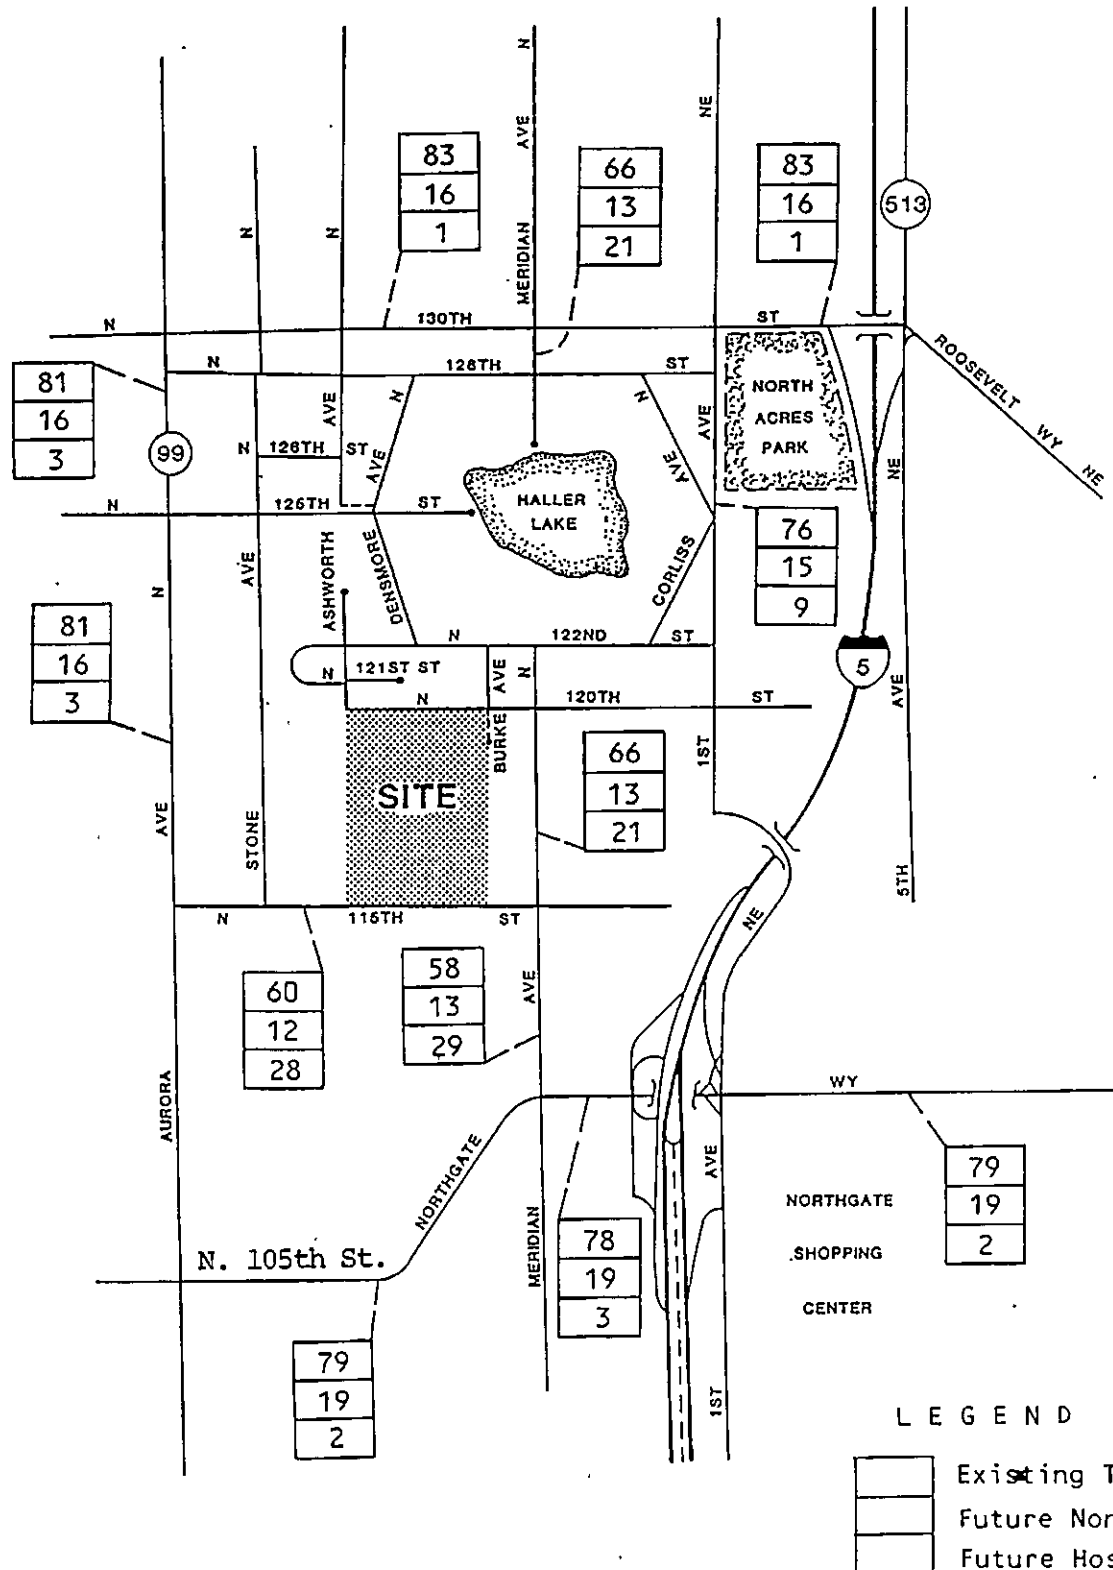 N
AVE
MERIDIAN
NE
83
16
1
66
13
21
83
16
1
513
N
N
N
130TH
ST
N
128TH
ST
ROOSEVELT WY NE
81
16
3
99
AVE
N
N
AVE
NORTH
ACRES
PARK
NE
N
126TH
ST
AVE
AVE
HALLER
LAKE
N
125TH
ST
76
15
9
N
AVE
ASHWORTH
DENSMORE
CORLISS
81
16
3
N
122ND
ST
5
N
121ST ST
AVE
N
AVE
N
120TH
ST
BURKE
1ST
SITE
66
13
21
AVE
STONE
5TH
N
115TH
ST
NE
60
12
28
58
13
29
AVE
AURORA
WY
NORTHGATE
AVE
79
19
2
NORTHGATE
SHOPPING
CENTER
MERIDIAN
78
19
3
N. 105th St.
79
19
2
1ST
LEGEND
Existing T
Future Nor
Future Hos